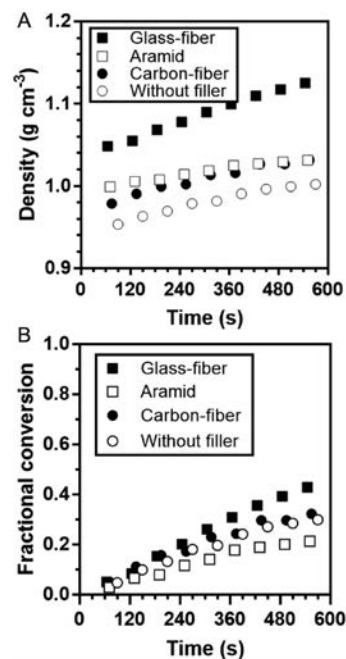 A
1.2
Glass-fiber
Aramid
Carbon-fiber
Without filler
1.1
1.0
0.9
Density (g cm⁻³)
0 120 240 360 480 600
Time (s)
B
1.0
Glass-fiber
0.8
Aramid
Carbon-fiber
0.6
Without filler
0.4
0.2
0.0
Fractional conversion
0 120 240 360 480 600
Time (s)